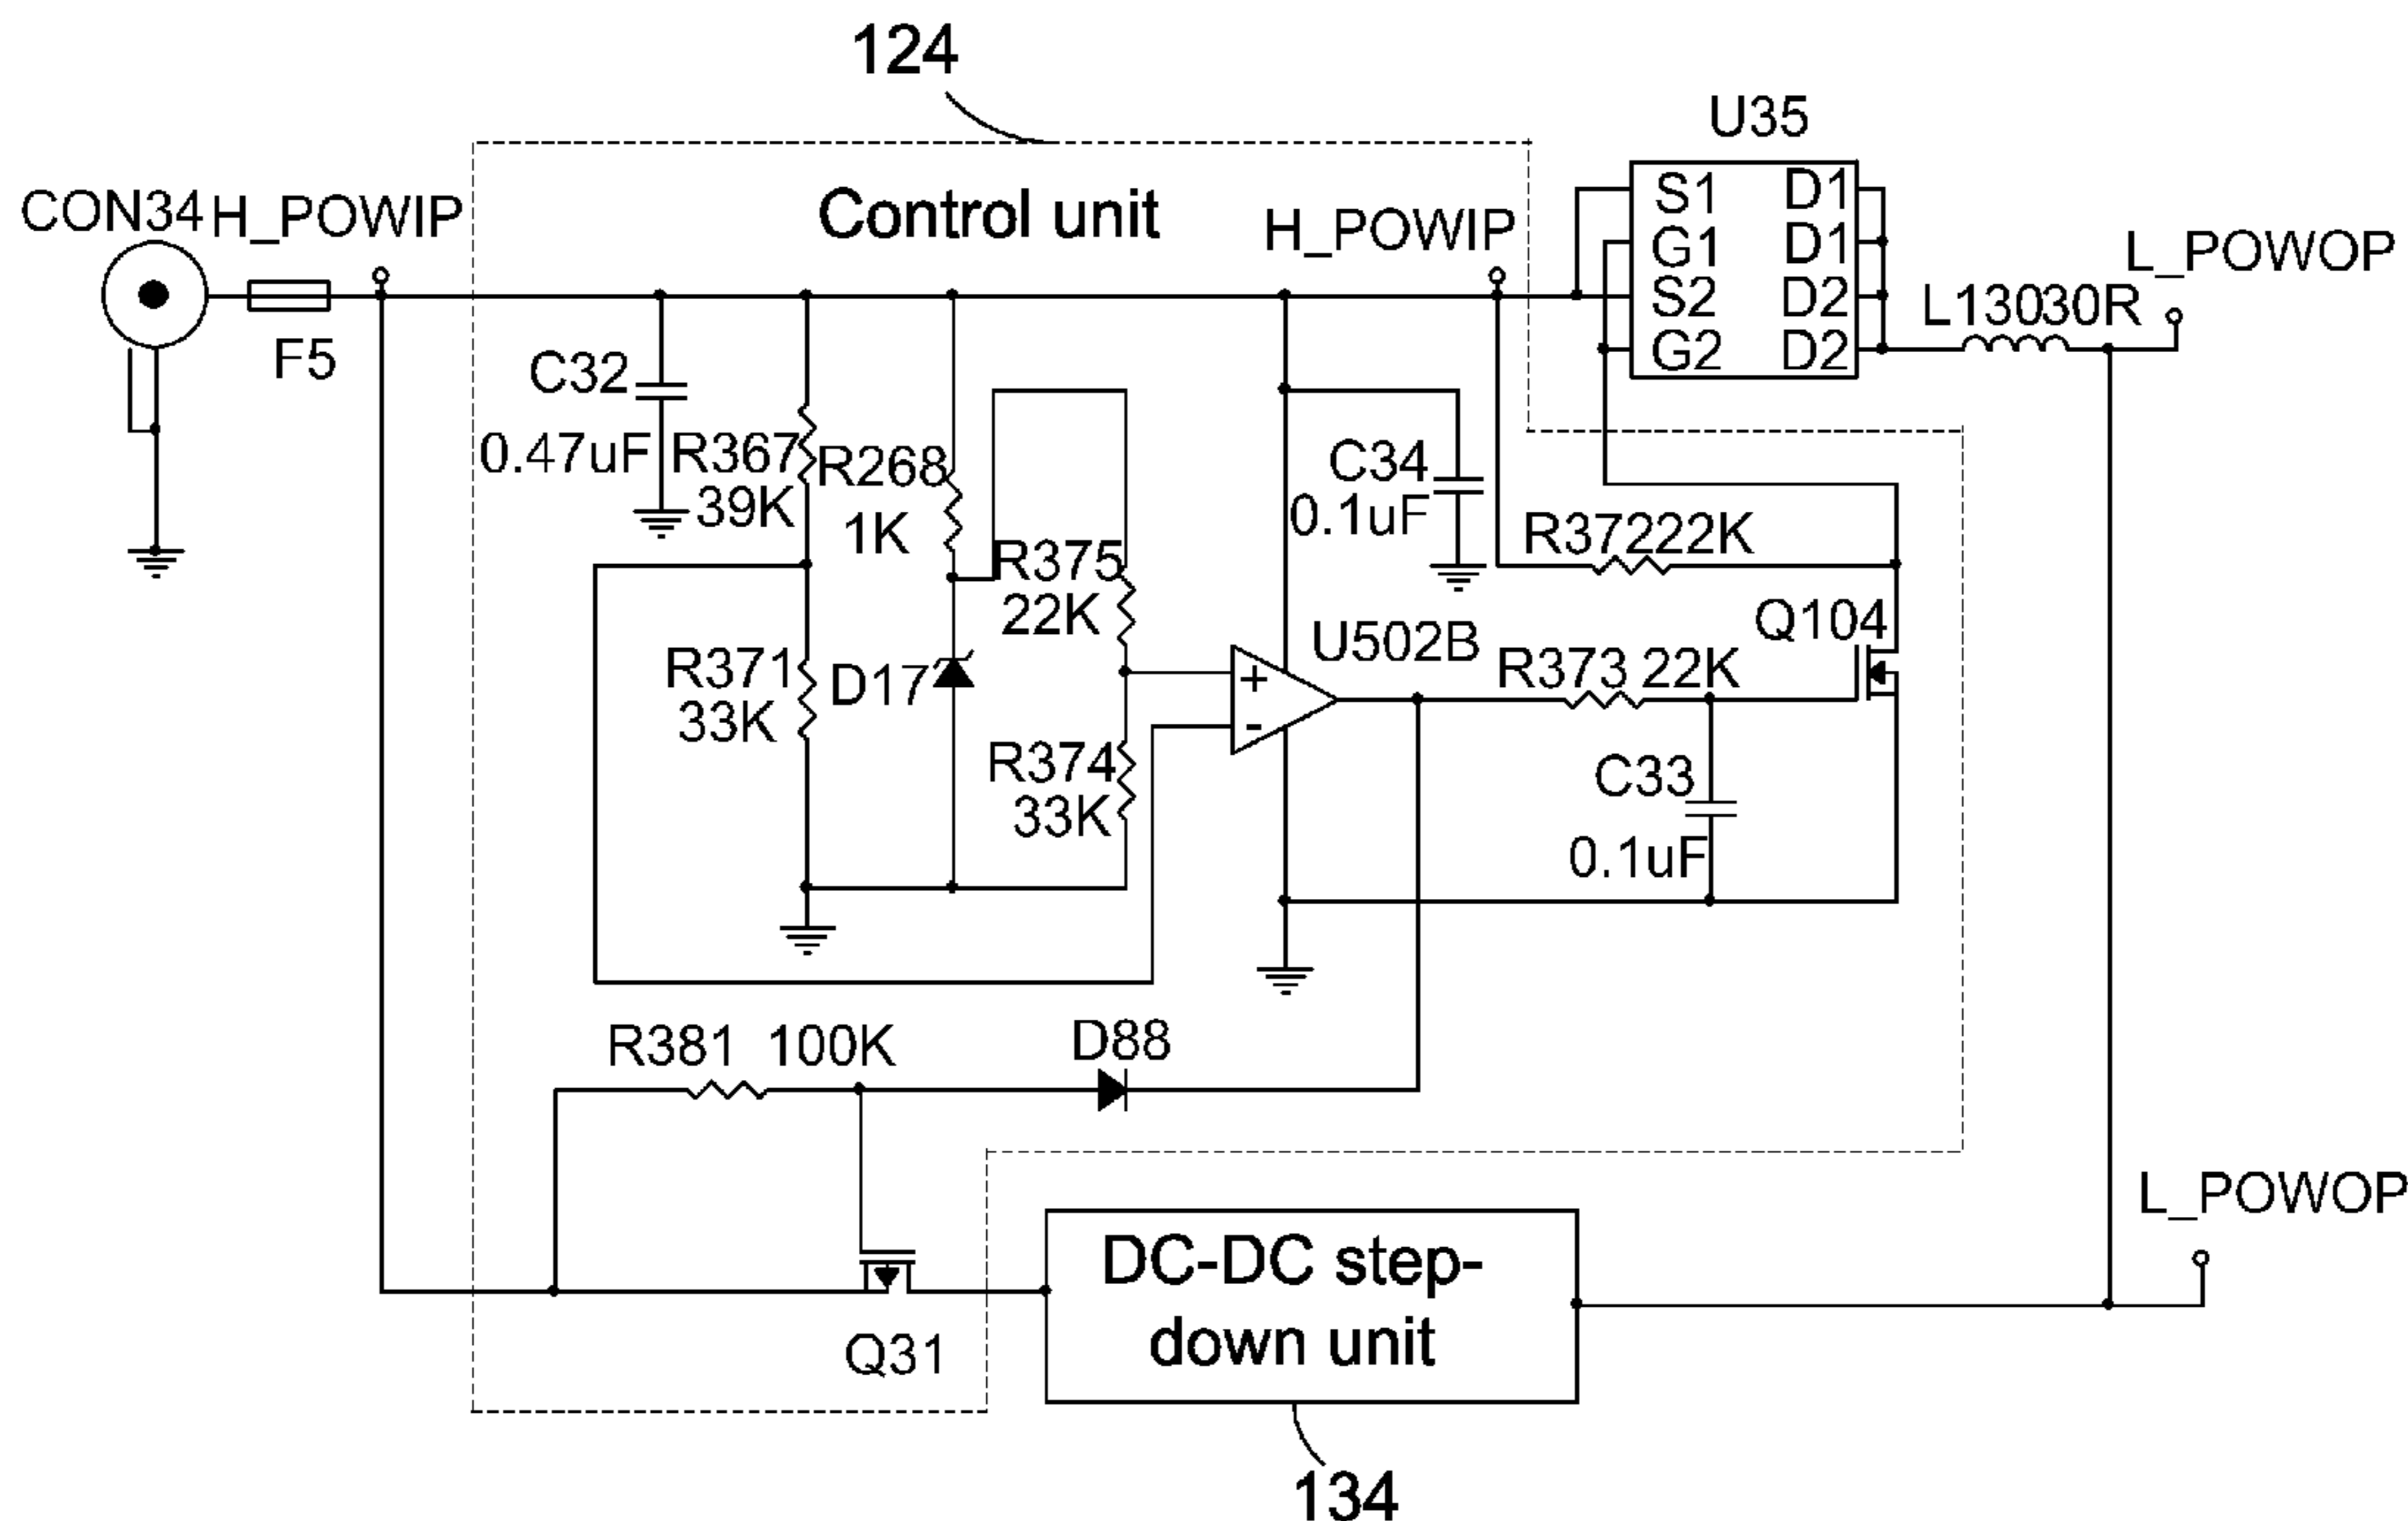 124
U35
CON34
H_POWIP
Control unit
H_POWIP
S1
D1
G1
D1
S2
D2
G2
D2
L_POWOP
L13030R
F5
C32
0.47uF
R367
39K
R268
1K
C34
0.1uF
R37222K
R375
22K
Q104
U502B
R371
33K
D17
+
-
R373 22K
R374
33K
C33
0.1uF
R381 100K
D88
L_POWOP
DC-DC step-
down unit
Q31
134